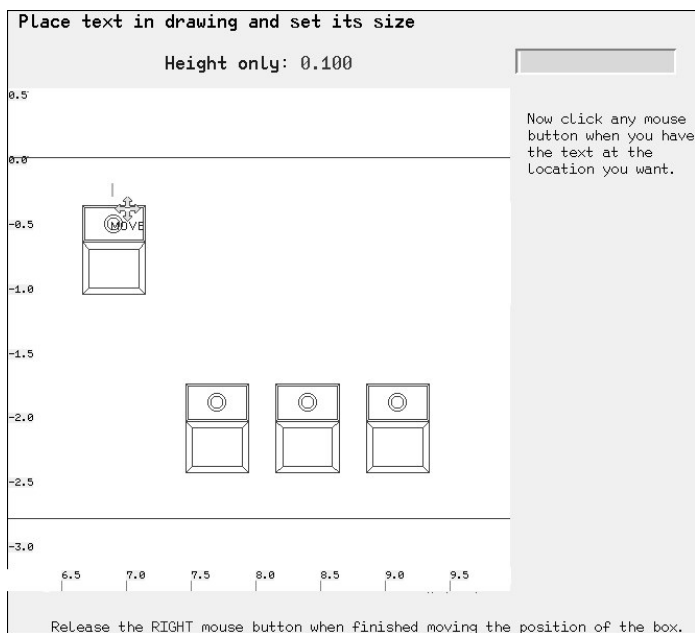 Place text in drawing and set its size
Height only: 0.100
0.5
Now click any mouse
button when you have
the text at the
location you want.
0.0
-0.5
MOVE
-1.0
-1.5
-2.0
-2.5
-3.0
6.5 7.0 7.5 8.0 8.5 9.0 9.5
Release the RIGHT mouse button when finished moving the position of the box.